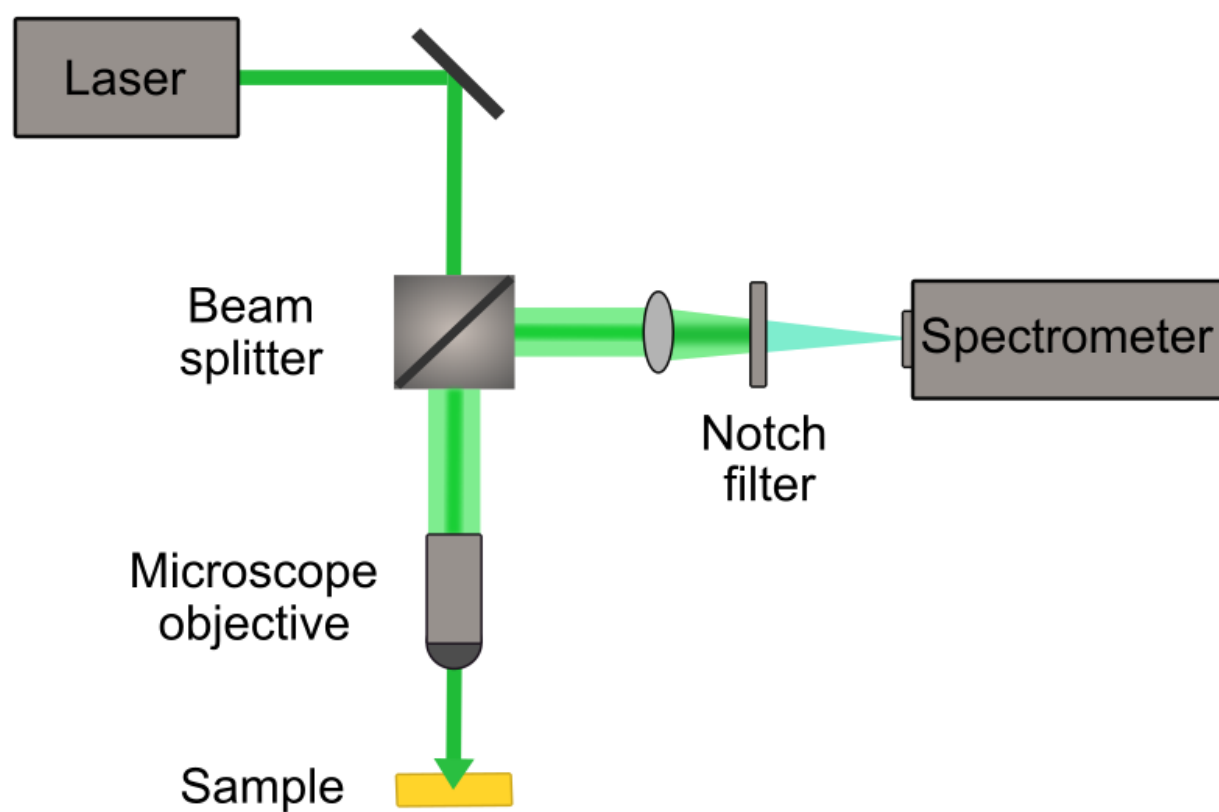 Laser
Beam
splitter
Spectrometer
Notch
filter
Microscope
objective
Sample